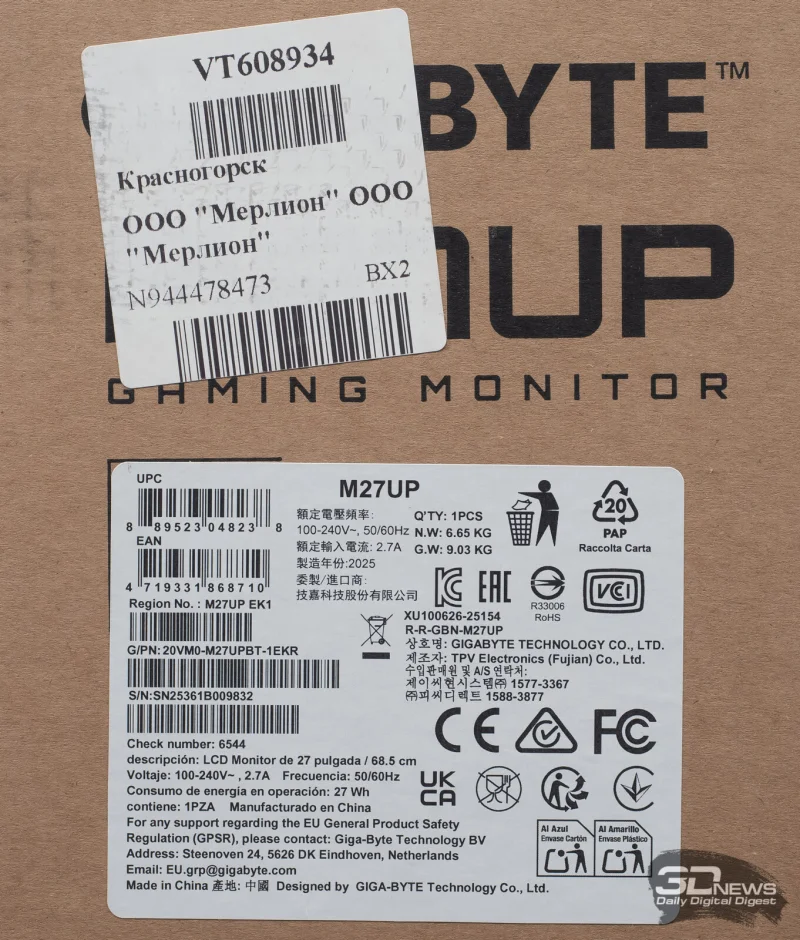 VT608934
BYTE™
Красногорск
ООО "Мерлион" ООО
"Мерлион"
N944478473 BX2
UP
GAMING MONITOR
UPC
M27UP
8 89523 04823 8
EAN
4 719331 868710
Region No. : M27UP EK1
G/PN: 20VM0-M27UPBT-1EKR
S/N:SN25361B009832
額定電壓頻率:
100-240V~, 50/60Hz
額定輸入電流: 2.7A
製造年份:2025
委製/進口商:
技嘉科技股份有限公司
Q'TY: 1PCS
N.W: 6.65 KG
G.W: 9.03 KG
20
PAP
Raccolta Carta
EAC
R33006
RoHS
VCI
XU100626-25154
R-R-GBN-M27UP
상호명: GIGABYTE TECHNOLOGY CO., LTD.
제조자: TPV Electronics (Fujian) Co., Ltd.
수입판매원 및 A/S 연락처:
제이씨현시스템㈜ 1577-3367
㈜피씨디렉트 1588-3877
CE
FC
Check number: 6544
descripción: LCD Monitor de 27 pulgada / 68.5 cm
Voltaje: 100-240V~ , 2.7A Frecuencia: 50/60Hz
Consumo de energía en operación: 27 Wh
contiene: 1PZA Manufacturado en China
For any support regarding the EU General Product Safety
Regulation (GPSR), please contact: Giga-Byte Technology BV
Address: Steenoven 24, 5626 DK Eindhoven, Netherlands
Email: EU.grp@gigabyte.com
Made in China 產地: 中國 Designed by GIGA-BYTE Technology Co., Ltd.
UK
CA
Al Azul
Envase Cartón
Al Amarillo
Envase Plástico
3DNEWS
Daily Digital Digest